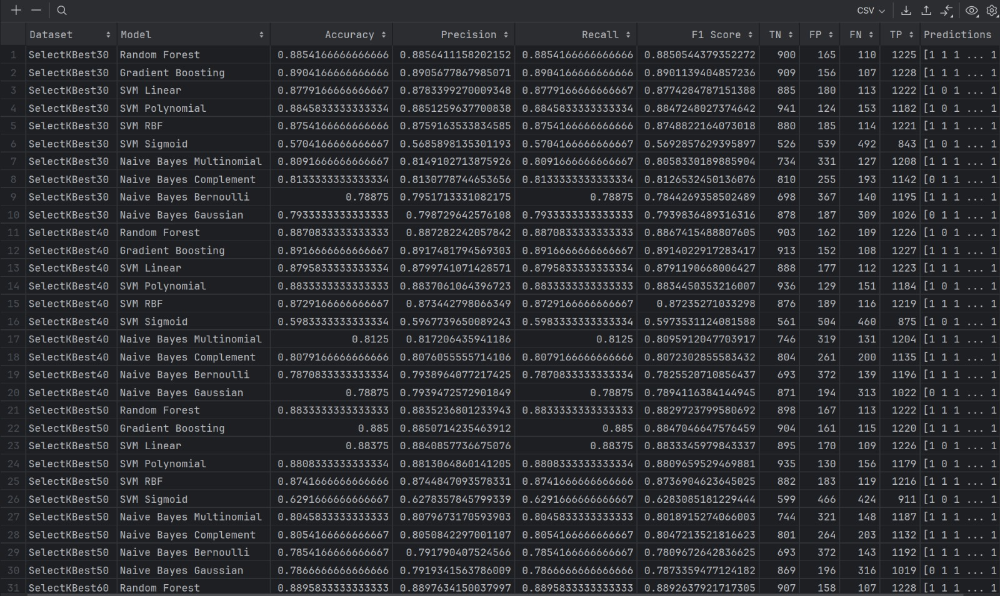 CSV
Dataset Model Accuracy Precision Recall F1 Score TN FP FN TP Predictions
1 SelectKBest30 Random Forest 0.8854166666666666 0.8856411158202152 0.8854166666666666 0.8850544379352272 900 165 110 1225 [1 1 1 ... 1
2 SelectKBest30 Gradient Boosting 0.8904166666666666 0.8905677867985071 0.8904166666666666 0.8901139404857236 909 156 107 1228 [1 1 1 ... 1
3 SelectKBest30 SVM Linear 0.8779166666666667 0.8783399270009348 0.8779166666666667 0.8774284787151388 885 180 113 1222 [1 0 1 ... 1
4 SelectKBest30 SVM Polynomial 0.8845833333333334 0.8851259637700838 0.8845833333333334 0.8847248027374642 941 124 153 1182 [1 0 1 ... 1
5 SelectKBest30 SVM RBF 0.8754166666666666 0.8759163533834585 0.8754166666666666 0.8748822164073018 880 185 114 1221 [1 1 1 ... 1
6 SelectKBest30 SVM Sigmoid 0.5704166666666667 0.5685898135301193 0.5704166666666667 0.5692857629395897 526 539 492 843 [1 0 1 ... 1
7 SelectKBest30 Naive Bayes Multinomial 0.8091666666666667 0.8149102713875926 0.8091666666666667 0.8058330189885904 734 331 127 1208 [1 1 1 ... 1
8 SelectKBest30 Naive Bayes Complement 0.8133333333333334 0.8130778744653656 0.8133333333333334 0.8126532450136076 810 255 193 1142 [0 1 1 ... 1
9 SelectKBest30 Naive Bayes Bernoulli 0.78875 0.7951713331082175 0.78875 0.7844269358502489 698 367 140 1195 [1 1 1 ... 1
10 SelectKBest30 Naive Bayes Gaussian 0.7933333333333333 0.798729642576108 0.7933333333333333 0.7939836489316316 878 187 309 1026 [0 1 1 ... 1
11 SelectKBest40 Random Forest 0.8870833333333333 0.887282242057842 0.8870833333333333 0.8867415488807605 903 162 109 1226 [1 0 1 ... 1
12 SelectKBest40 Gradient Boosting 0.8916666666666667 0.8917481794569303 0.8916666666666667 0.8914022917283417 913 152 108 1227 [1 1 1 ... 1
13 SelectKBest40 SVM Linear 0.8795833333333334 0.8799741071428571 0.8795833333333334 0.8791190668006427 888 177 112 1223 [1 1 1 ... 1
14 SelectKBest40 SVM Polynomial 0.8833333333333333 0.8837061064396723 0.8833333333333333 0.8834450353216007 936 129 151 1184 [1 0 1 ... 1
15 SelectKBest40 SVM RBF 0.8729166666666667 0.873442798066349 0.8729166666666667 0.87235271033298 876 189 116 1219 [1 1 1 ... 1
16 SelectKBest40 SVM Sigmoid 0.5983333333333334 0.5967739650089243 0.5983333333333334 0.5973531124081588 561 504 460 875 [1 0 1 ... 1
17 SelectKBest40 Naive Bayes Multinomial 0.8125 0.817206435941186 0.8125 0.8095912047703917 746 319 131 1204 [1 1 1 ... 1
18 SelectKBest40 Naive Bayes Complement 0.8079166666666666 0.8076055555714106 0.8079166666666666 0.8072302855583432 804 261 200 1135 [1 1 1 ... 1
19 SelectKBest40 Naive Bayes Bernoulli 0.7870833333333334 0.7938964077217425 0.7870833333333334 0.7825520710856437 693 372 139 1196 [1 1 1 ... 1
20 SelectKBest40 Naive Bayes Gaussian 0.78875 0.7939472572901849 0.78875 0.7894116384144945 871 194 313 1022 [0 1 1 ... 1
21 SelectKBest50 Random Forest 0.8833333333333333 0.8835236801233943 0.8833333333333333 0.8829723799580692 898 167 113 1222 [1 1 1 ... 1
22 SelectKBest50 Gradient Boosting 0.885 0.8850714235463912 0.885 0.8847046647576459 904 161 115 1220 [1 1 1 ... 1
23 SelectKBest50 SVM Linear 0.88375 0.8840857736675076 0.88375 0.8833345979843337 895 170 109 1226 [1 0 1 ... 1
24 SelectKBest50 SVM Polynomial 0.8808333333333334 0.8813064860141205 0.8808333333333334 0.8809659529469881 935 130 156 1179 [1 0 1 ... 1
25 SelectKBest50 SVM RBF 0.8741666666666666 0.8744847093578331 0.8741666666666666 0.8736904623645025 882 183 119 1216 [1 1 1 ... 1
26 SelectKBest50 SVM Sigmoid 0.6291666666666667 0.6278357845799339 0.6291666666666667 0.6283085181229444 599 466 424 911 [1 0 1 ... 1
27 SelectKBest50 Naive Bayes Multinomial 0.8045833333333333 0.8079673170593903 0.8045833333333333 0.8018915274066003 744 321 148 1187 [1 1 1 ... 1
28 SelectKBest50 Naive Bayes Complement 0.8054166666666667 0.8050842297001107 0.8054166666666667 0.8047213521816623 801 264 203 1132 [1 1 1 ... 1
29 SelectKBest50 Naive Bayes Bernoulli 0.7854166666666667 0.791790407524566 0.7854166666666667 0.7809672642836625 693 372 143 1192 [1 1 1 ... 1
30 SelectKBest50 Naive Bayes Gaussian 0.7866666666666666 0.7919341563786009 0.7866666666666666 0.7873359477124182 869 196 316 1019 [0 1 1 ... 1
31 SelectKBest60 Random Forest 0.8895833333333333 0.8897634150037997 0.8895833333333333 0.8892637921717305 907 158 107 1228 [1 1 1 ... 1